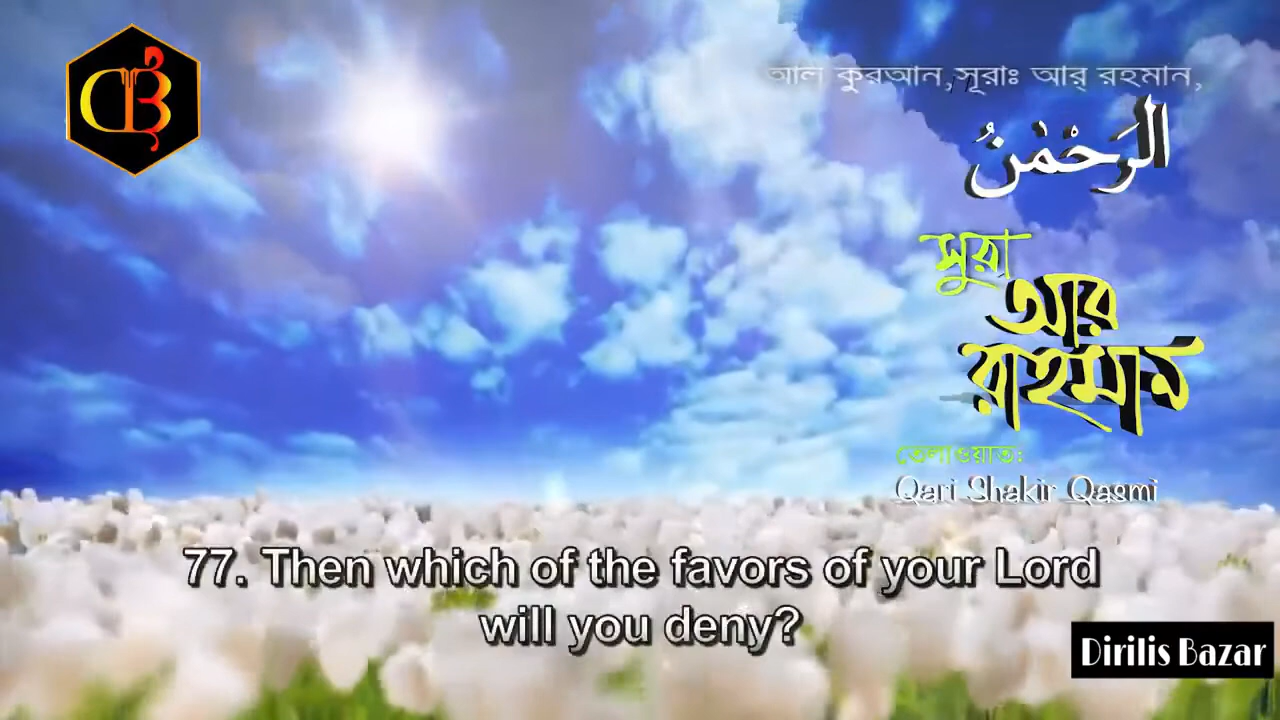 আল কুরআন,সূরাঃ আর্ রহমান,
الرَحْمٰنُ
সুরা
আর
রাহমান
তেলাওয়াত:
Qari Shakir Qasmi
77. Then which of the favors of your Lord
will you deny?
Dirilis Bazar
DB